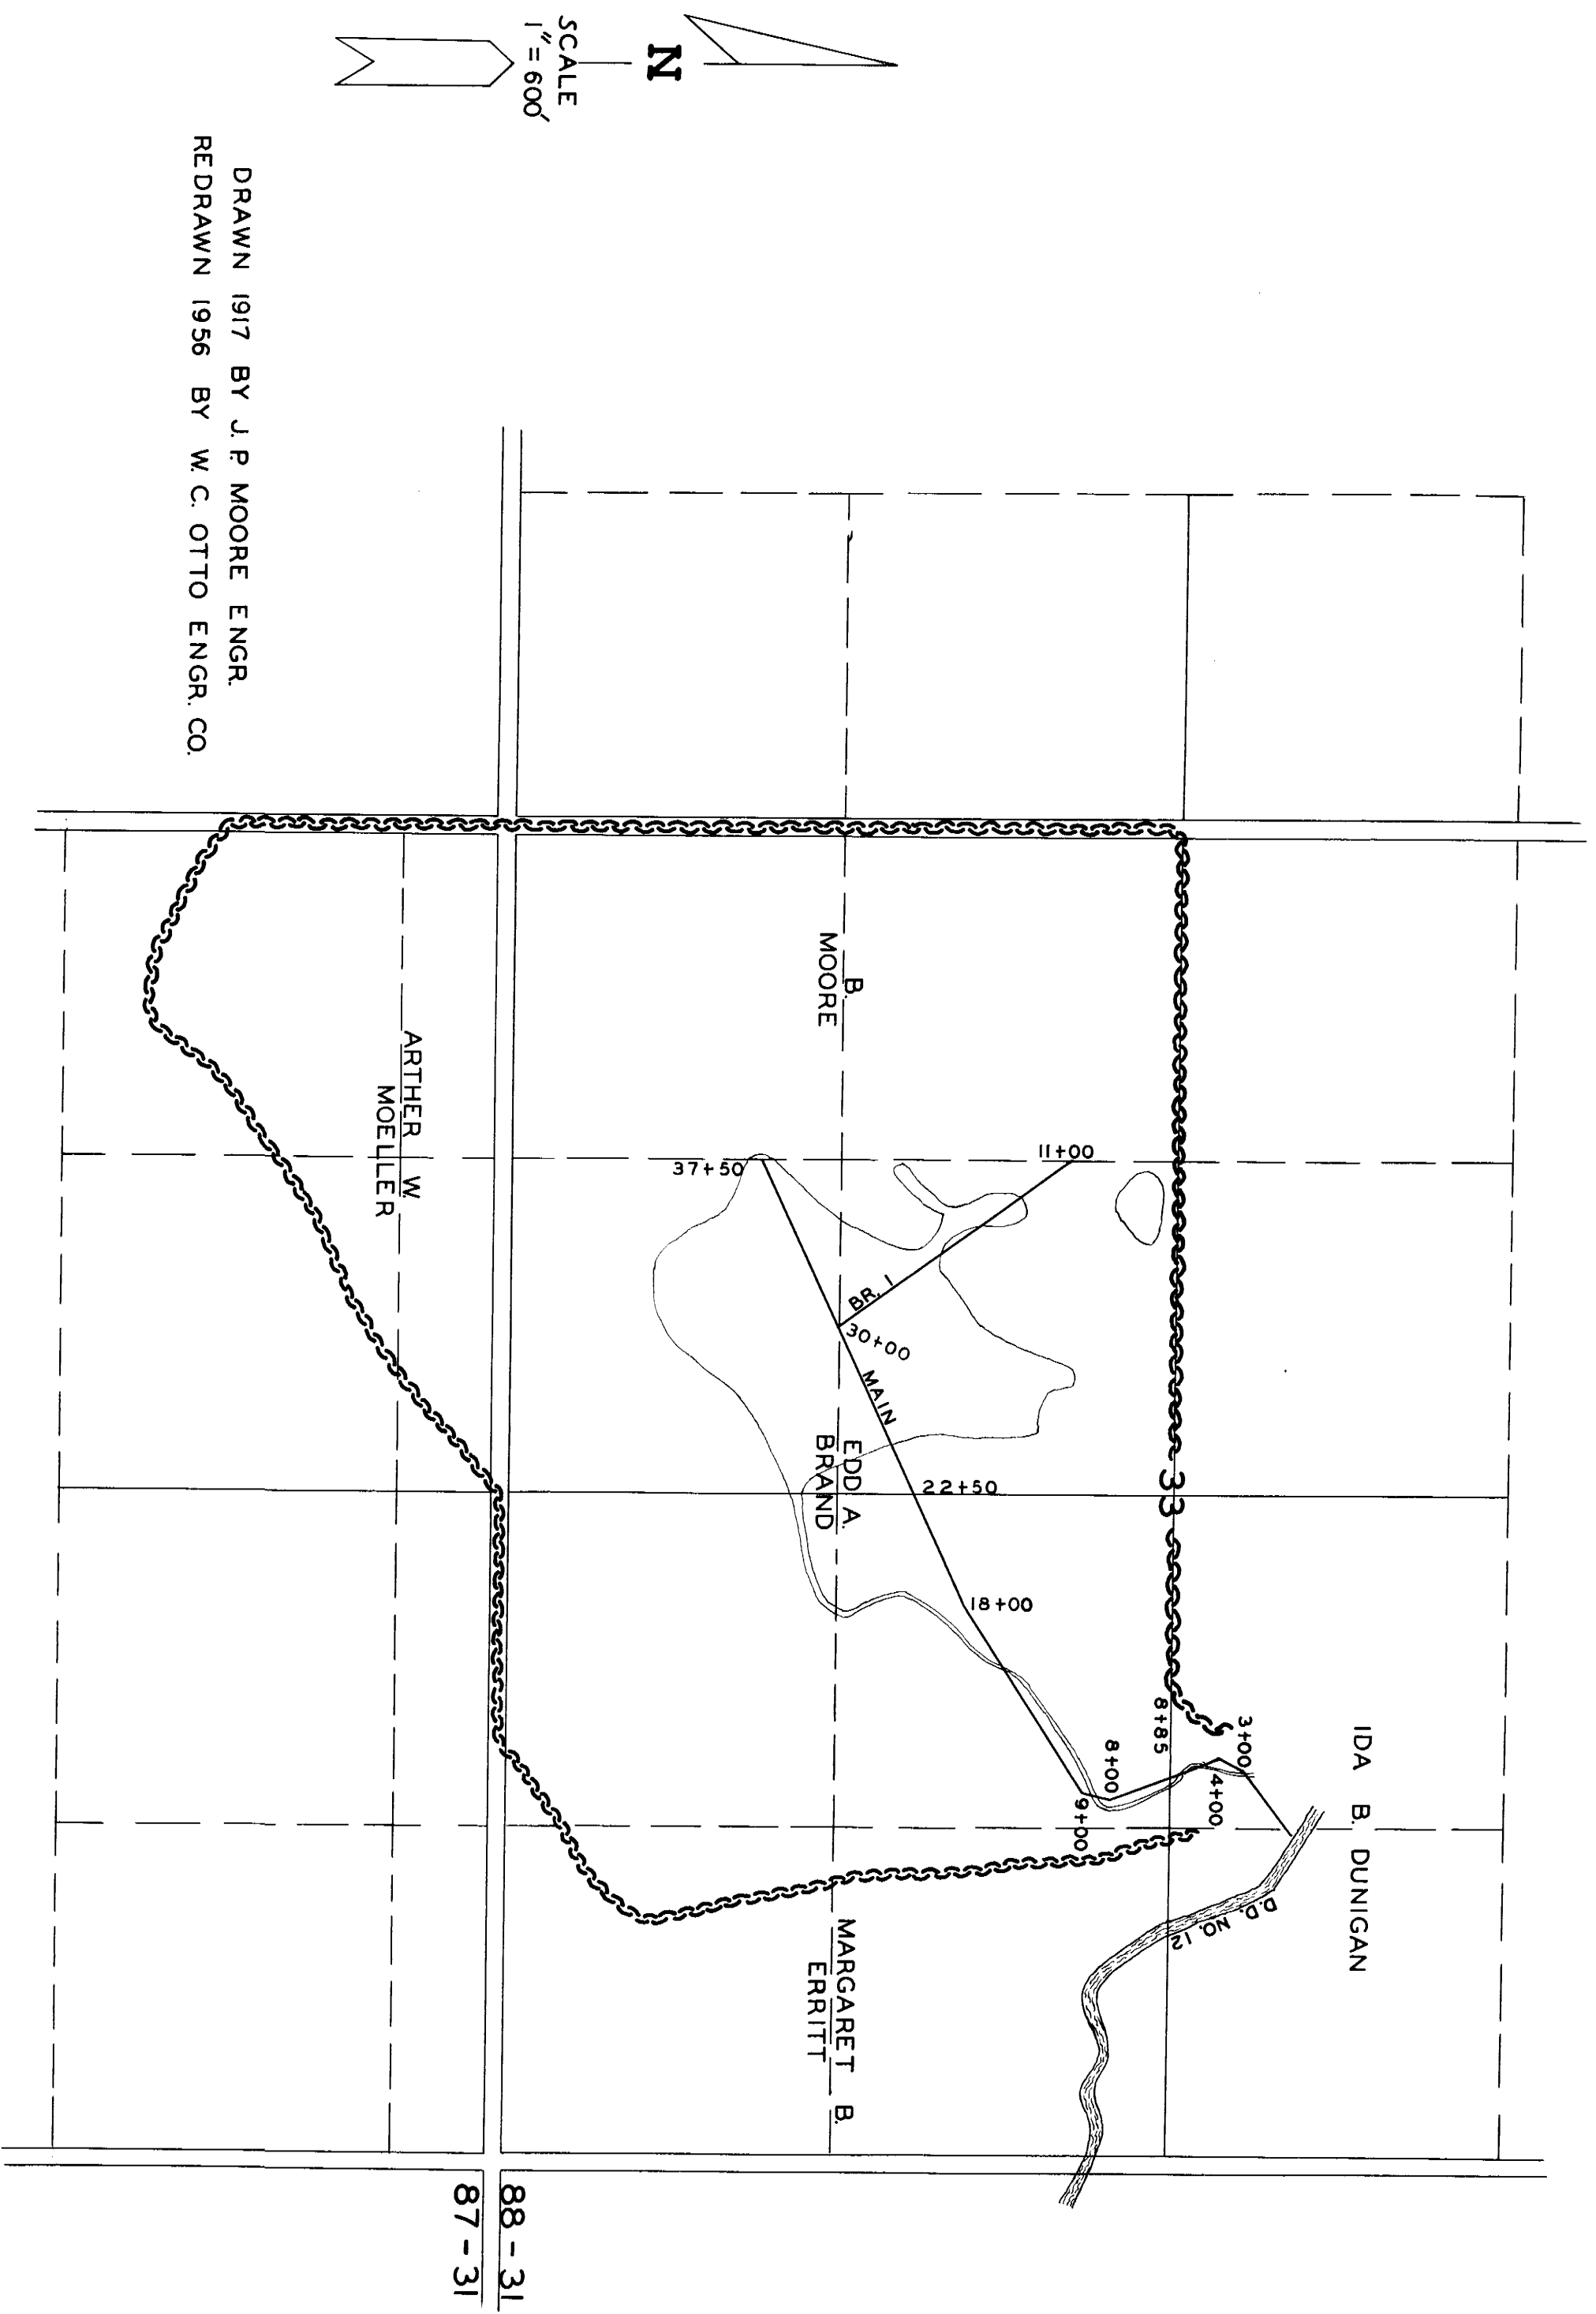 N
SCALE
1" = 600'
DRAWN 1917 BY J. P. MOORE ENGR.
REDRAWN 1956 BY W. C. OTTO ENGR. CO.
B.
MOORE
ARTHER W.
MOELLER
37+50
11+00
BR. 1
30+00
MAIN
EDD A.
BRAND
22+50
33
18+00
8+85
3+00
8+00
4+00
9+00
IDA B. DUNIGAN
D.D. NO. 12
MARGARET B.
ERRITT
88 - 31
87 - 31